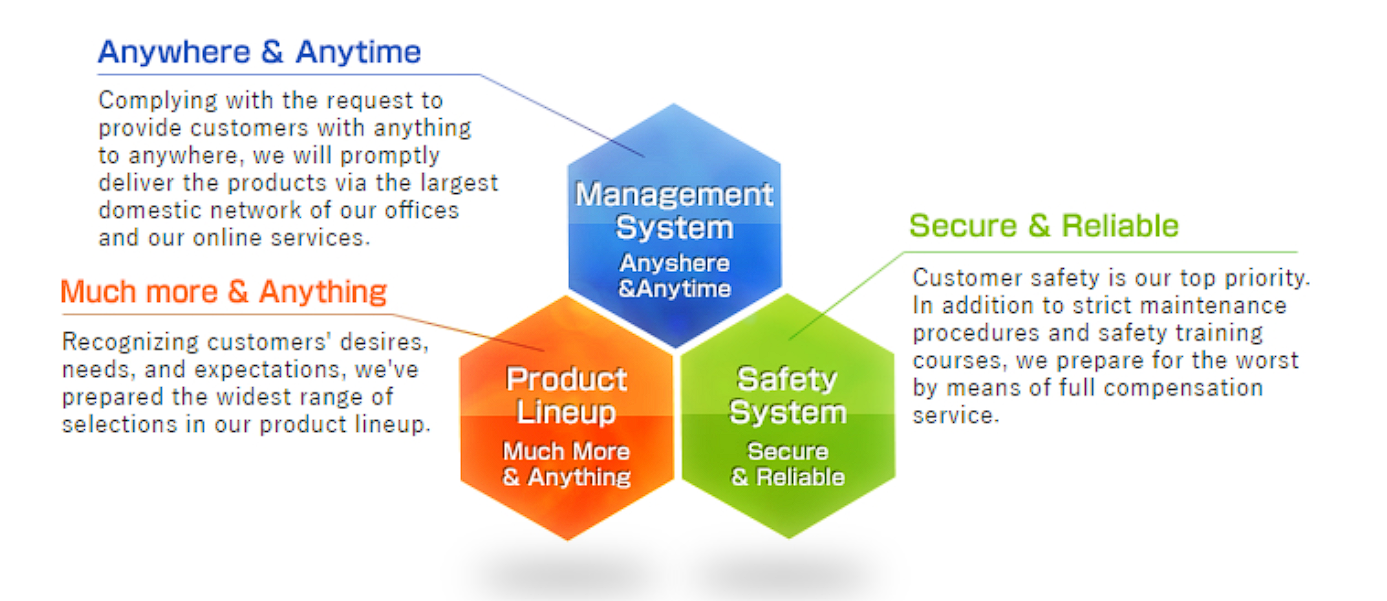 Anywhere & Anytime
Complying with the request to
provide customers with anything
to anywhere, we will promptly
deliver the products via the largest
domestic network of our offices
and our online services.
Management
System
Anyshere
&Anytime
Secure & Reliable
Customer safety is our top priority.
In addition to strict maintenance
procedures and safety training
courses, we prepare for the worst
by means of full compensation
service.
Much more & Anything
Recognizing customers' desires,
needs, and expectations, we've
prepared the widest range of
selections in our product lineup.
Product
Lineup
Much More
& Anything
Safety
System
Secure
& Reliable